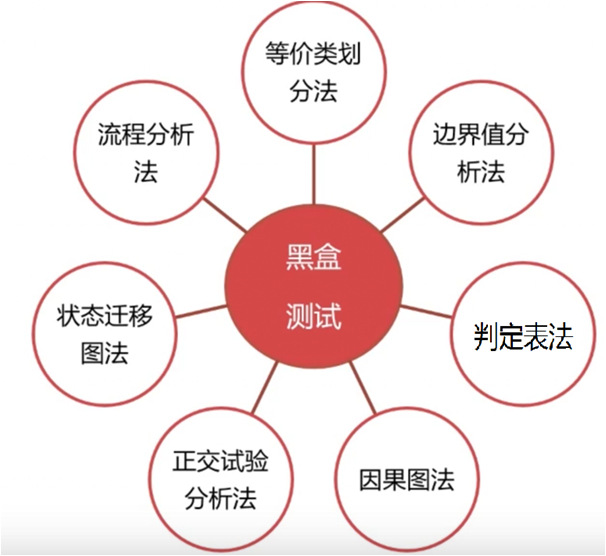 等价类划
分法
流程分析
法
边界值分
析法
黑盒
测试
状态迁移
图法
判定表法
正交试验
分析法
因果图法